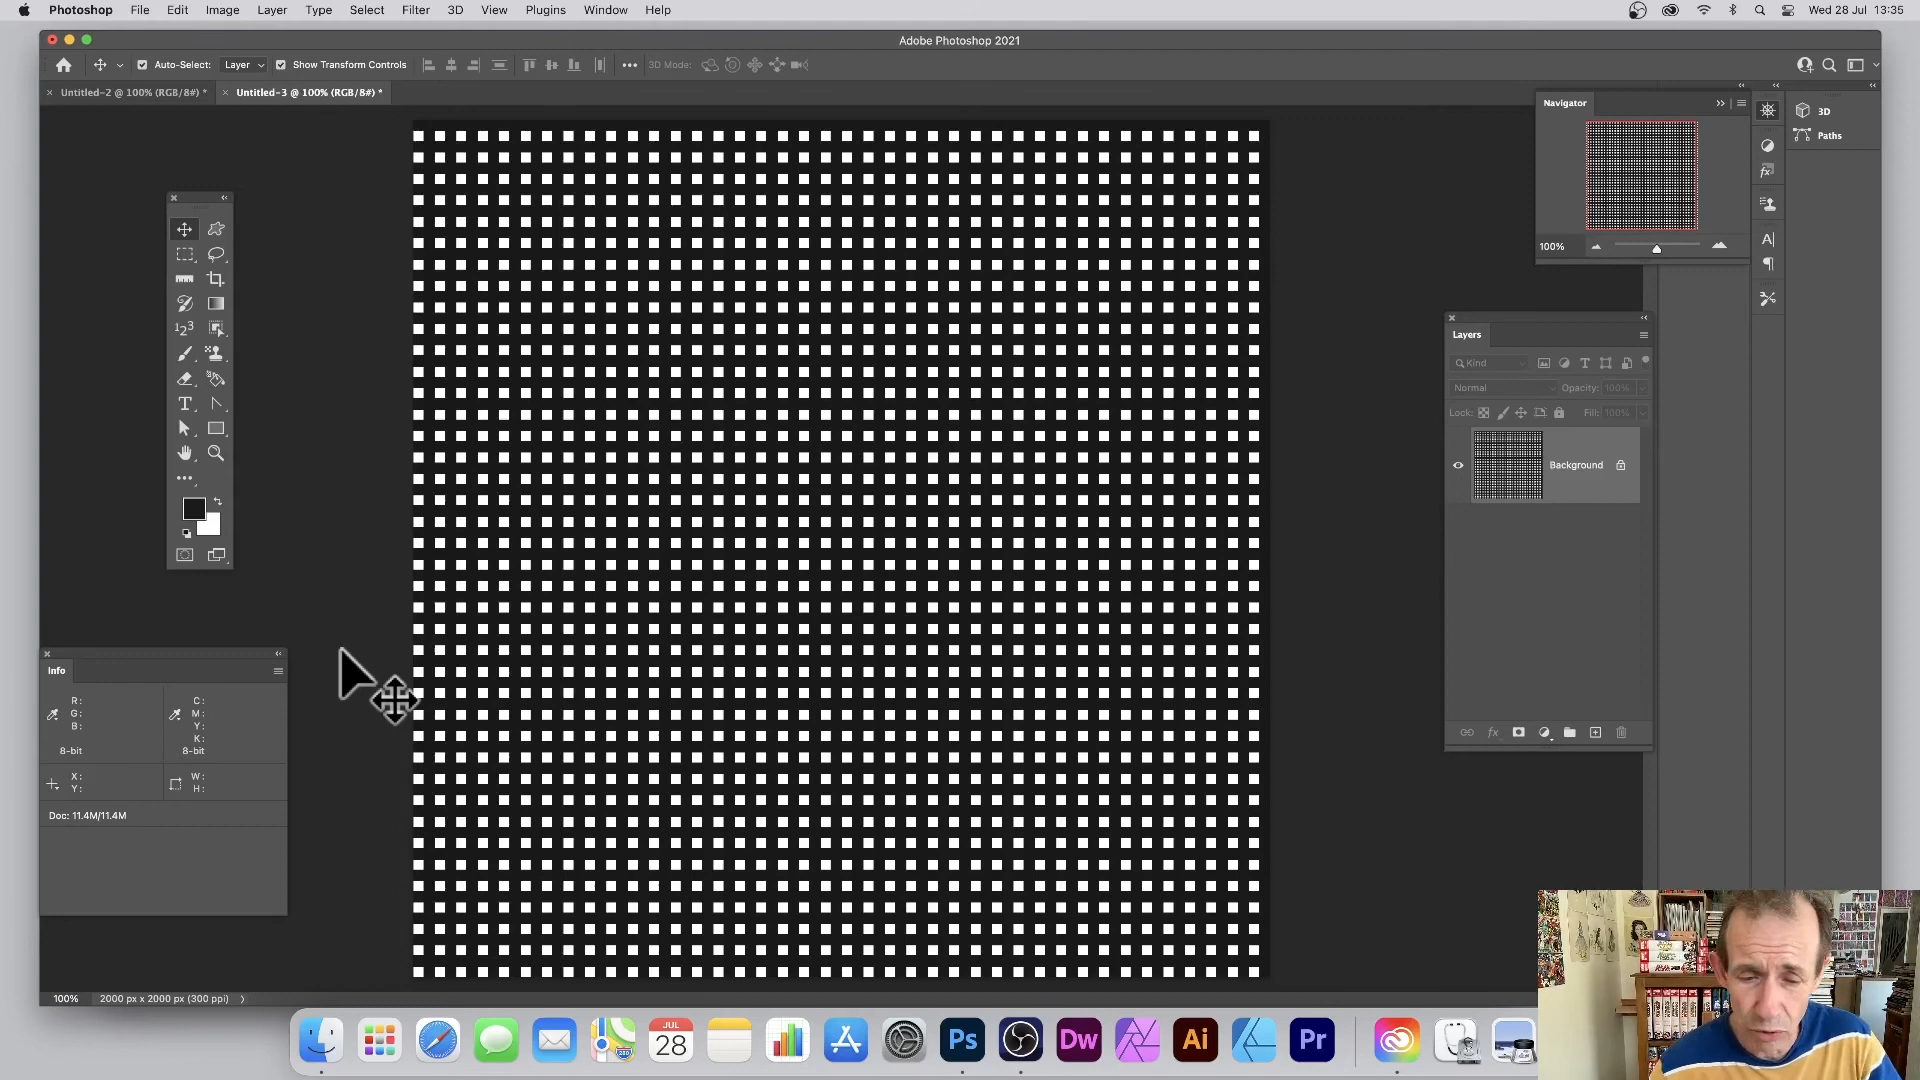 Photoshop File Edit Image Layer Type Select Filter 3D View Plugins Window Help Wed 28 Jul 13:35
Adobe Photoshop 2021
Auto-Select: Layer Show Transform Controls 3D Mode:
Untitled-2 @ 100% (RGB/8#) * Untitled-3 @ 100% (RGB/8#) *
Navigator
3D
Paths
100%
Layers
Kind
Normal Opacity: 100%
Lock: Fill: 100%
Background
Info
R: C:
G: M:
B: Y:
K:
8-bit 8-bit
X: W:
Y: H:
Doc: 11.4M/11.4M
100% 2000 px x 2000 px (300 ppi)
JUL
28
Ps
Dw
Ai
Pr